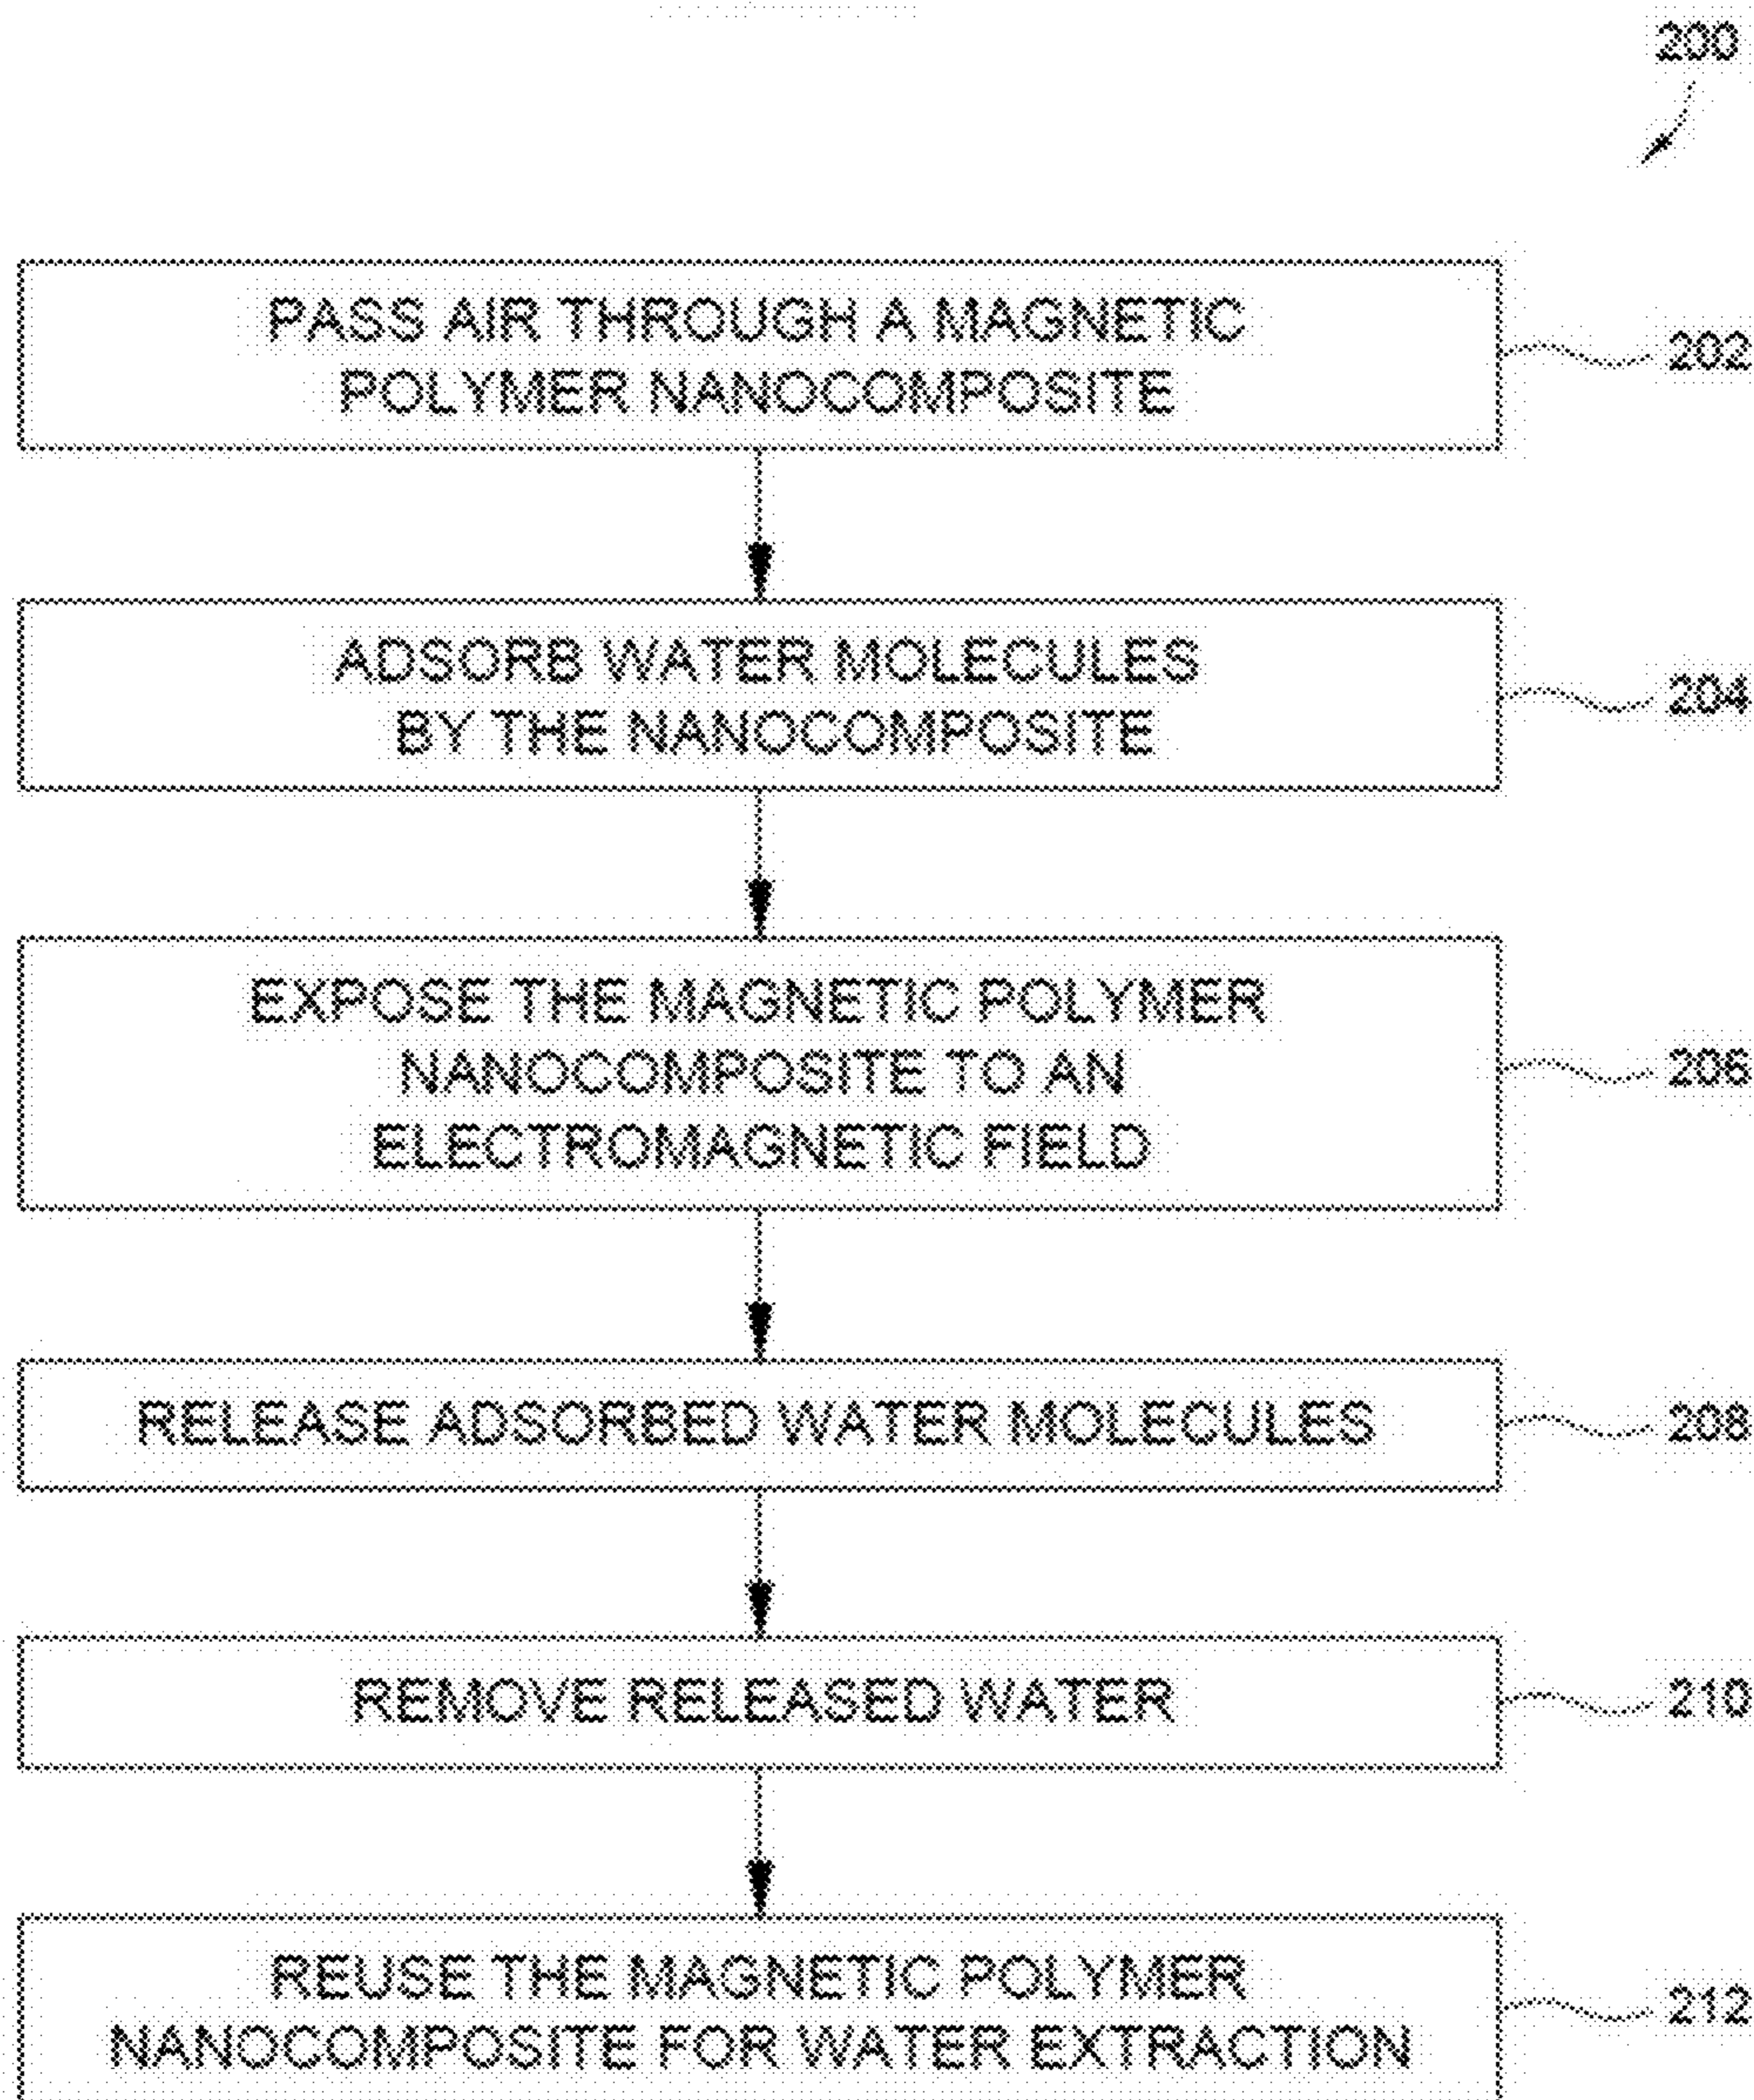 200
PASS AIR THROUGH A MAGNETIC
POLYMER NANOCOMPOSITE
202
ADSORB WATER MOLECULES
BY THE NANOCOMPOSITE
204
EXPOSE THE MAGNETIC POLYMER
NANOCOMPOSITE TO AN
ELECTROMAGNETIC FIELD
206
RELEASE ADSORBED WATER MOLECULES
208
REMOVE RELEASED WATER
210
REUSE THE MAGNETIC POLYMER
NANOCOMPOSITE FOR WATER EXTRACTION
212